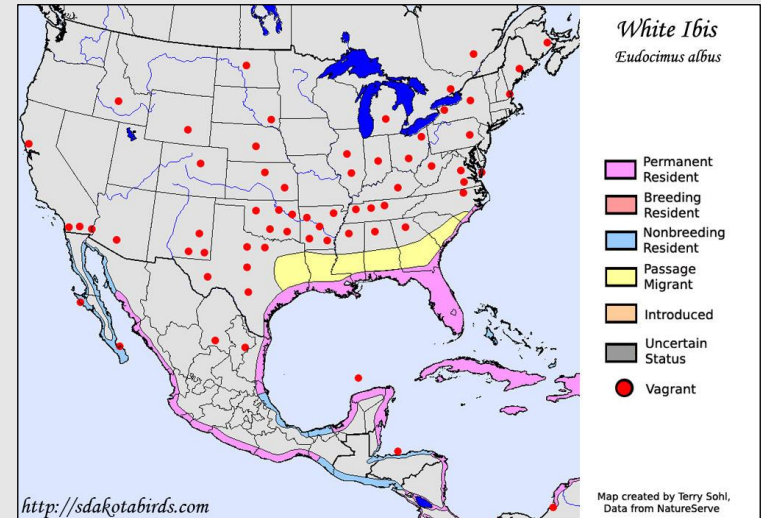 White Ibis
Eudocimus albus
Permanent
Resident
Breeding
Resident
Nonbreeding
Resident
Passage
Migrant
Introduced
Uncertain
Status
Vagrant
http://sdakotabirds.com
Map created by Terry Sohl,
Data from NatureServe